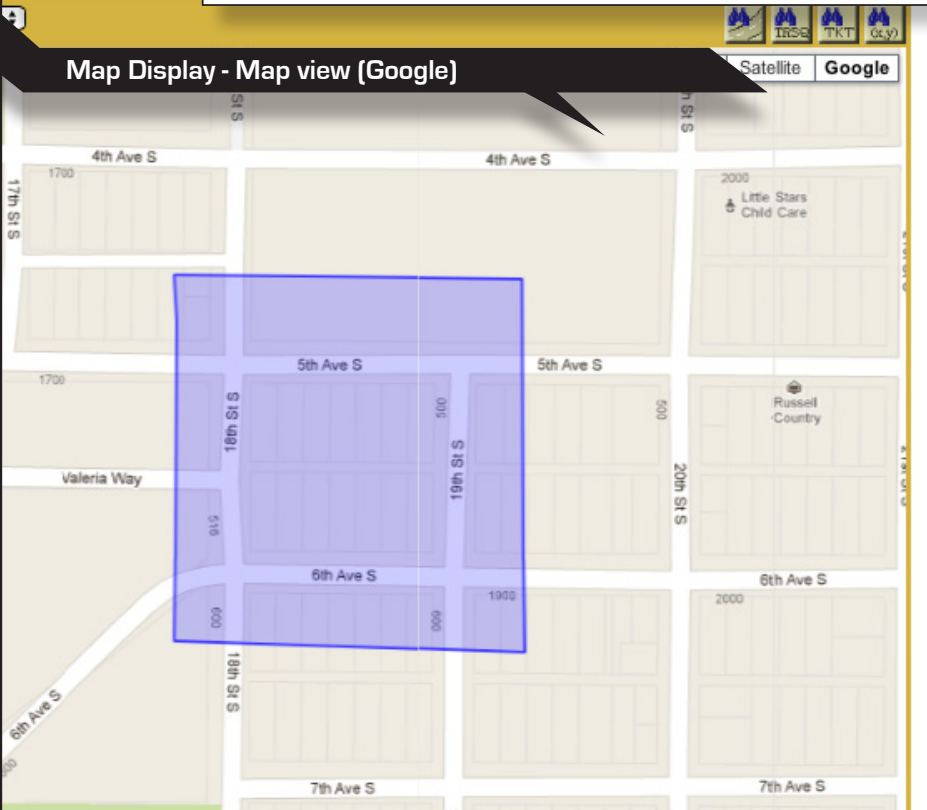 TRSQ
TKT
(x,y)
Map Display - Map view (Google)
Satellite
Google
St S
h St S
4th Ave S
4th Ave S
1700
2000
17th St S
Little Stars
Child Care
5th Ave S
5th Ave S
1700
500
500
Russell
Country
18th St S
19th St S
20th St S
Valeria Way
516
6th Ave S
6th Ave S
1900
2000
600
600
18th St S
6th Ave S
7th Ave S
7th Ave S